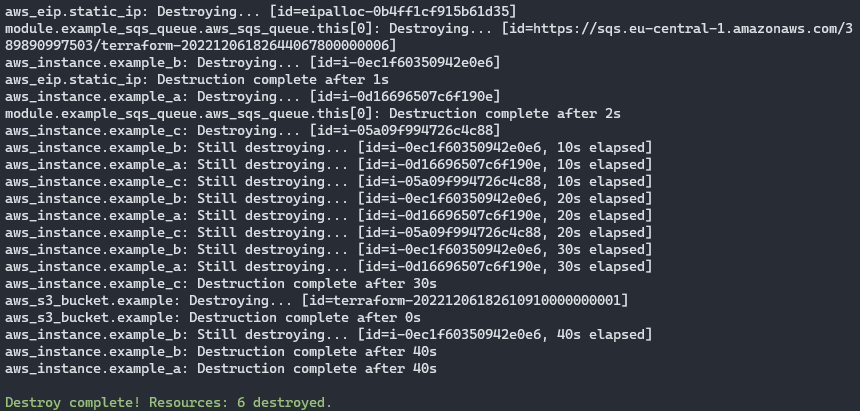 aws_eip.static_ip: Destroying... [id=eipalloc-0b4ff1cf915b61d35]
module.example_sqs_queue.aws_sqs_queue.this[0]: Destroying... [id=https://sqs.eu-central-1.amazonaws.com/3
89890997503/terraform-20221206182644067800000006]
aws_instance.example_b: Destroying... [id=i-0ec1f60350942e0e6]
aws_eip.static_ip: Destruction complete after 1s
aws_instance.example_a: Destroying... [id=i-0d16696507c6f190e]
module.example_sqs_queue.aws_sqs_queue.this[0]: Destruction complete after 2s
aws_instance.example_c: Destroying... [id=i-05a09f994726c4c88]
aws_instance.example_b: Still destroying... [id=i-0ec1f60350942e0e6, 10s elapsed]
aws_instance.example_a: Still destroying... [id=i-0d16696507c6f190e, 10s elapsed]
aws_instance.example_c: Still destroying... [id=i-05a09f994726c4c88, 10s elapsed]
aws_instance.example_b: Still destroying... [id=i-0ec1f60350942e0e6, 20s elapsed]
aws_instance.example_a: Still destroying... [id=i-0d16696507c6f190e, 20s elapsed]
aws_instance.example_c: Still destroying... [id=i-05a09f994726c4c88, 20s elapsed]
aws_instance.example_b: Still destroying... [id=i-0ec1f60350942e0e6, 30s elapsed]
aws_instance.example_a: Still destroying... [id=i-0d16696507c6f190e, 30s elapsed]
aws_instance.example_c: Destruction complete after 30s
aws_s3_bucket.example: Destroying... [id=terraform-20221206182610910000000001]
aws_s3_bucket.example: Destruction complete after 0s
aws_instance.example_b: Still destroying... [id=i-0ec1f60350942e0e6, 40s elapsed]
aws_instance.example_b: Destruction complete after 40s
aws_instance.example_a: Destruction complete after 40s
Destroy complete! Resources: 6 destroyed.